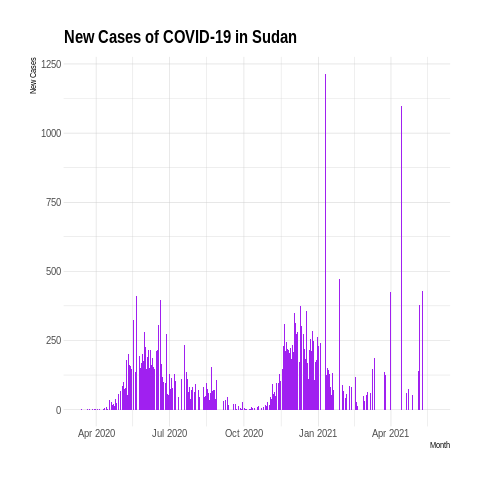 New Cases of COVID-19 in Sudan
New Cases
1250
1000
750
500
250
0
Apr 2020
Jul 2020
Oct 2020
Jan 2021
Apr 2021
Month